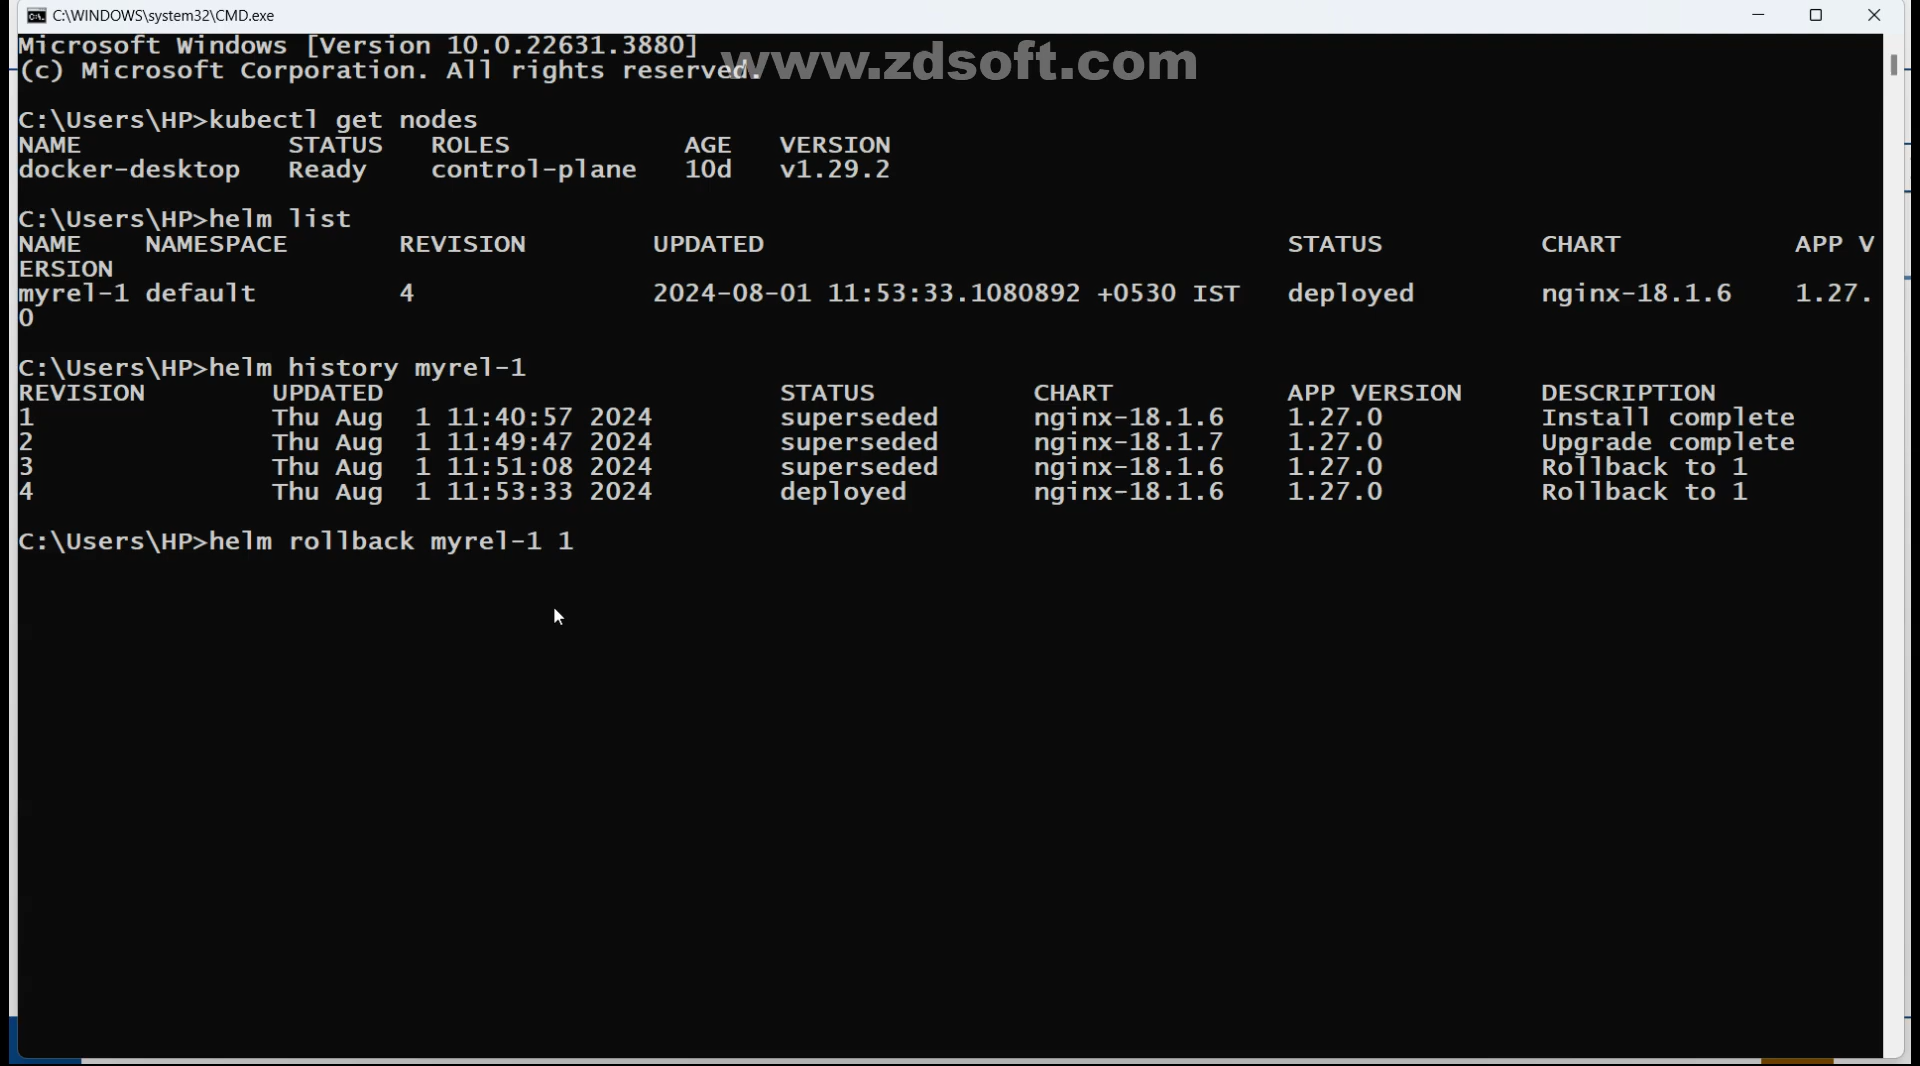 C:\WINDOWS\system32\CMD.exe
Microsoft Windows [Version 10.0.22631.3880]
(c) Microsoft Corporation. All rights reserved.
www.zdsoft.com
C:\Users\HP>kubectl get nodes
NAME STATUS ROLES AGE VERSION
docker-desktop Ready control-plane 10d v1.29.2
C:\Users\HP>helm list
NAME NAMESPACE REVISION UPDATED STATUS CHART APP V
ERSION
myrel-1 default 4 2024-08-01 11:53:33.1080892 +0530 IST deployed nginx-18.1.6 1.27.
0
C:\Users\HP>helm history myrel-1
REVISION UPDATED STATUS CHART APP VERSION DESCRIPTION
1 Thu Aug 1 11:40:57 2024 superseded nginx-18.1.6 1.27.0 Install complete
2 Thu Aug 1 11:49:47 2024 superseded nginx-18.1.7 1.27.0 Upgrade complete
3 Thu Aug 1 11:51:08 2024 superseded nginx-18.1.6 1.27.0 Rollback to 1
4 Thu Aug 1 11:53:33 2024 deployed nginx-18.1.6 1.27.0 Rollback to 1
C:\Users\HP>helm rollback myrel-1 1